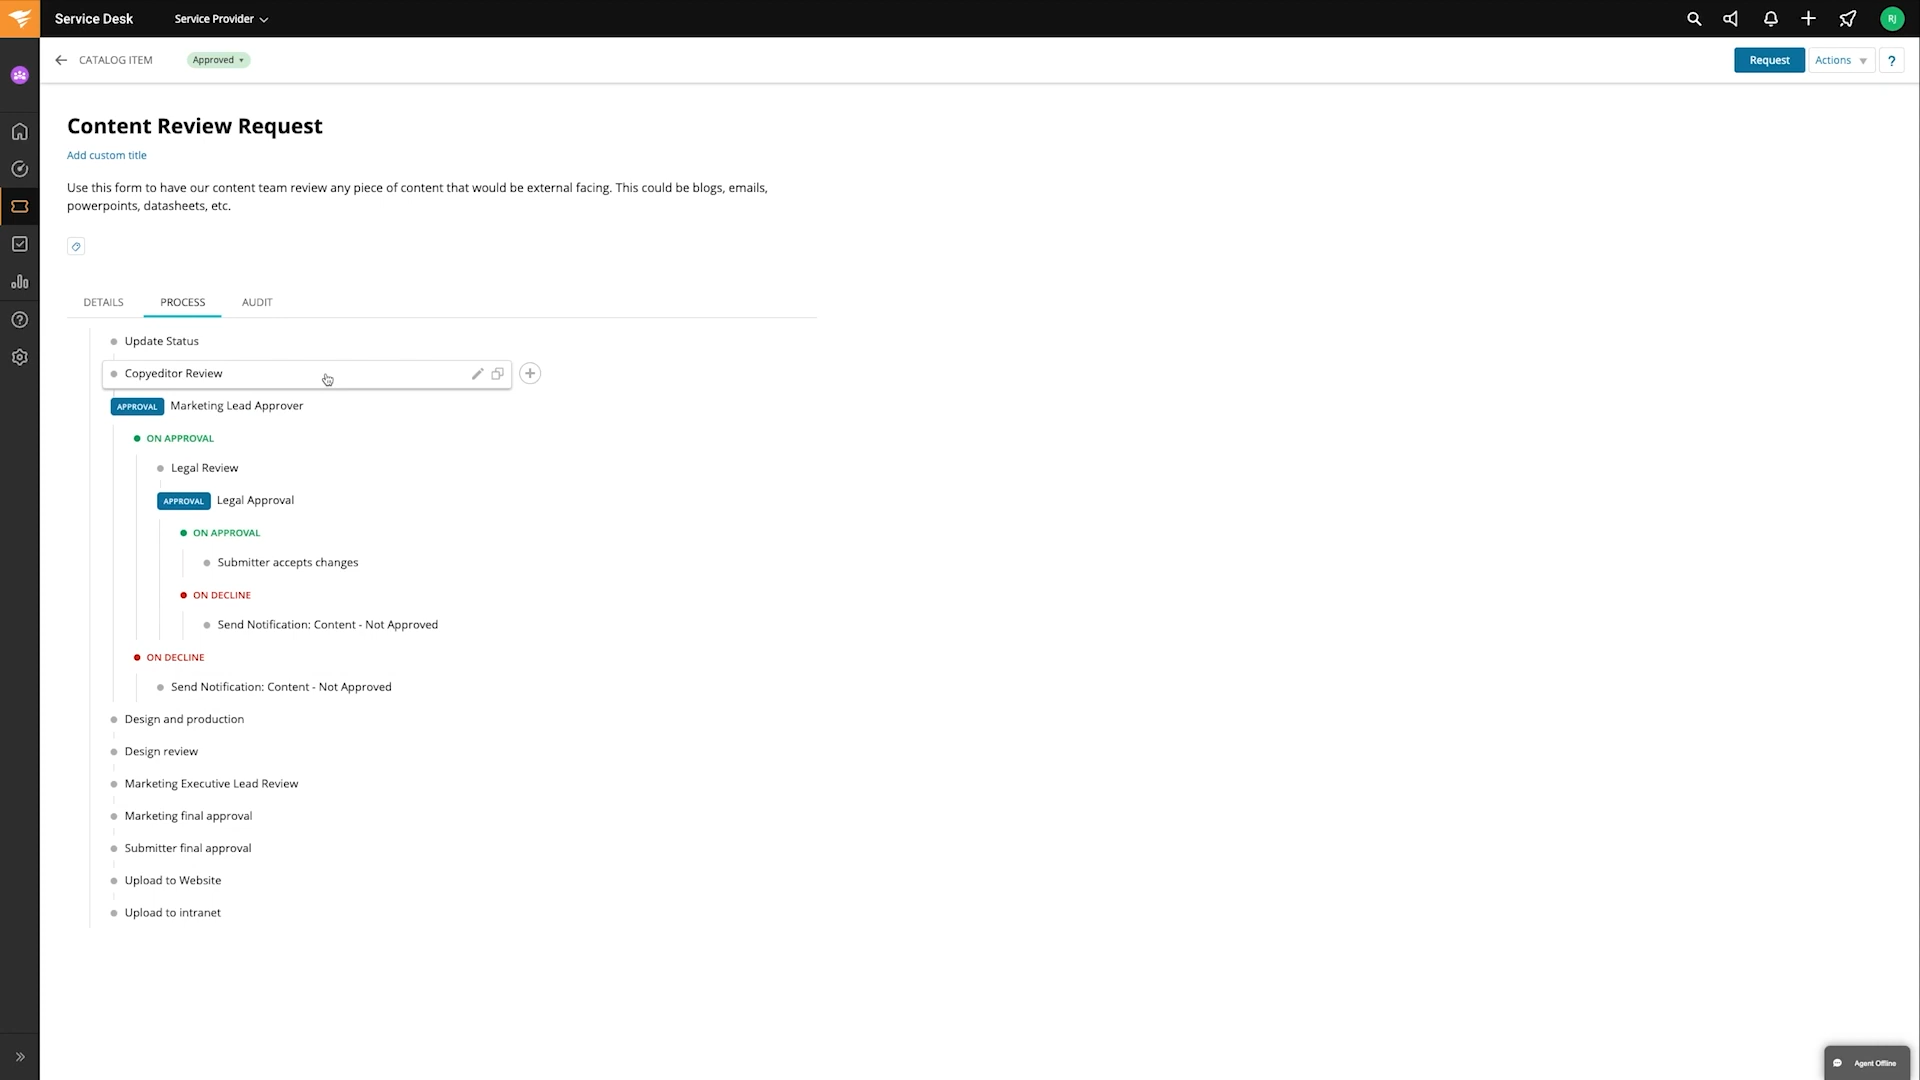 Service Desk
Service Provider
RJ
CATALOG ITEM
Approved
Request
Actions
?
Content Review Request
Add custom title
Use this form to have our content team review any piece of content that would be external facing. This could be blogs, emails,
powerpoints, datasheets, etc.
DETAILS
PROCESS
AUDIT
Update Status
Copyeditor Review
APPROVAL Marketing Lead Approver
ON APPROVAL
Legal Review
APPROVAL Legal Approval
ON APPROVAL
Submitter accepts changes
ON DECLINE
Send Notification: Content - Not Approved
ON DECLINE
Send Notification: Content - Not Approved
Design and production
Design review
Marketing Executive Lead Review
Marketing final approval
Submitter final approval
Upload to Website
Upload to intranet
Agent Offline